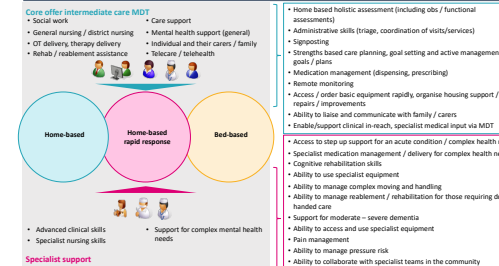 Core offer intermediate care MDT
• Social work
• General nursing / district nursing
• OT delivery, therapy delivery
• Rehab / reablement assistance
• Care support
• Mental health support (general)
• Individual and their carers / family
• Telecare / telehealth
Home-based
Home-based
rapid response
Bed-based
• Advanced clinical skills
• Specialist nursing skills
• Support for complex mental health
needs
Specialist support
• Home based holistic assessment (including obs / functional
assessments)
• Administrative skills (triage, coordination of visits/services)
• Signposting
• Strengths based care planning, goal setting and active management
goals / plans
• Medication management (dispensing, prescribing)
• Remote monitoring
• Access / order basic equipment rapidly, organise housing support /
repairs / improvements
• Ability to liaise and communicate with family / carers
• Enable/support clinical in-reach, specialist medical input via MDT
• Access to step up support for an acute condition / complex health
• Specialist medication management / delivery for complex health
• Cognitive rehabilitation skills
• Ability to use specialist equipment
• Ability to manage complex moving and handling
• Ability to manage reablement / rehabilitation for those requiring
handed care
• Support for moderate – severe dementia
• Ability to access and use specialist equipment
• Pain management
• Ability to manage pressure risk
• Ability to collaborate with specialist teams in the community